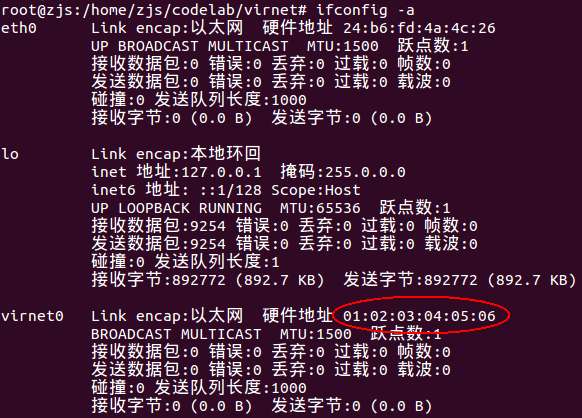 root@zjs:/home/zjs/codelab/virnet# ifconfig -a
eth0 Link encap:以太网 硬件地址 24:b6:fd:4a:4c:26
UP BROADCAST MULTICAST MTU:1500 跃点数:1
接收数据包:0 错误:0 丢弃:0 过载:0 帧数:0
发送数据包:0 错误:0 丢弃:0 过载:0 载波:0
碰撞:0 发送队列长度:1000
接收字节:0 (0.0 B) 发送字节:0 (0.0 B)
lo Link encap:本地环回
inet 地址:127.0.0.1 掩码:255.0.0.0
inet6 地址: ::1/128 Scope:Host
UP LOOPBACK RUNNING MTU:65536 跃点数:1
接收数据包:9254 错误:0 丢弃:0 过载:0 帧数:0
发送数据包:9254 错误:0 丢弃:0 过载:0 载波:0
碰撞:0 发送队列长度:1
接收字节:892772 (892.7 KB) 发送字节:892772 (892.7 KB)
virnet0 Link encap:以太网 硬件地址 01:02:03:04:05:06
BROADCAST MULTICAST MTU:1500 跃点数:1
接收数据包:0 错误:0 丢弃:0 过载:0 帧数:0
发送数据包:0 错误:0 丢弃:0 过载:0 载波:0
碰撞:0 发送队列长度:1000
接收字节:0 (0.0 B) 发送字节:0 (0.0 B)